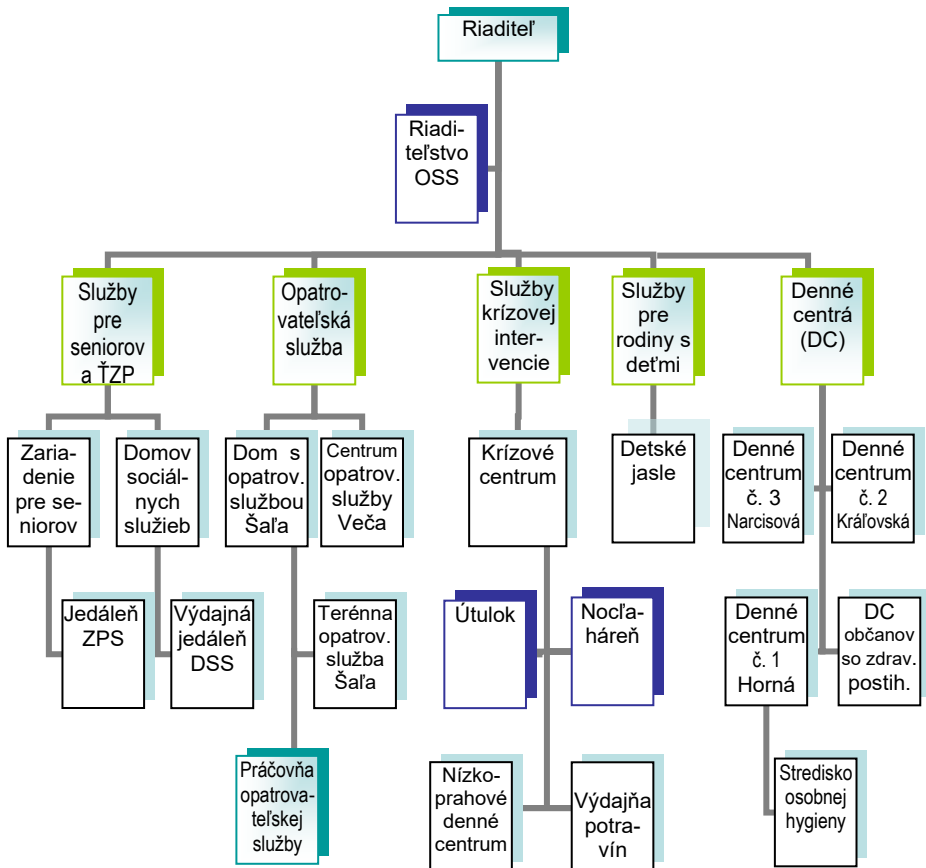 Riaditeľ
Riadi-
teľstvo
OSS
Služby
pre
seniorov
a ŤZP
Opatro-
vateľská
služba
Služby
krízovej
inter-
vencie
Služby
pre
rodiny s
deťmi
Denné
centrá
(DC)
Zaria-
denie
pre se-
niorov
Domov
sociál-
nych
služieb
Dom s
opatrov.
službou
Šaľa
Centrum
opatrov.
služby
Veča
Krízové
centrum
Detské
jasle
Denné
centrum
č. 3
Narcisová
Denné
centrum
č. 2
Kráľovská
Jedáleň
ZPS
Výdajná
jedáleň
DSS
Terénna
opatrov.
služba
Šaľa
Útulok
Nocľa-
háreň
Denné
centrum
č. 1
Horná
DC
občanov
so zdrav.
postih.
Práčovňa
opatrova-
teľskej
služby
Nízko-
prahové
denné
centrum
Výdajňa
potra-
vín
Stredisko
osobnej
hygieny